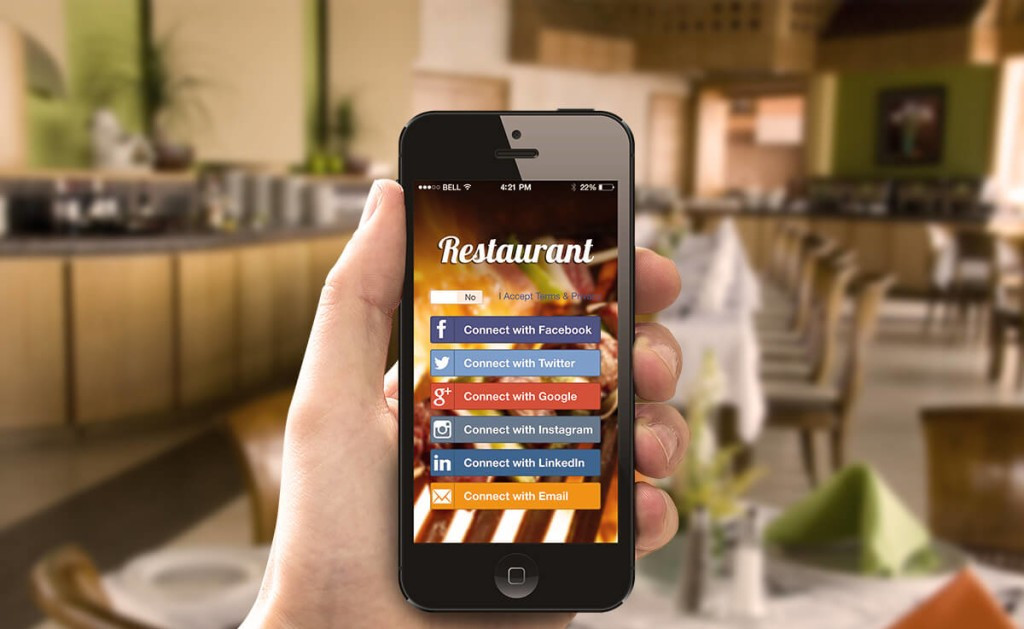 BELL 4:21 PM 22%
Restaurant
No I Accept Terms &
f Connect with Facebook
Connect with Twitter
g+ Connect with Google
Connect with Instagram
in Connect with LinkedIn
Connect with Email